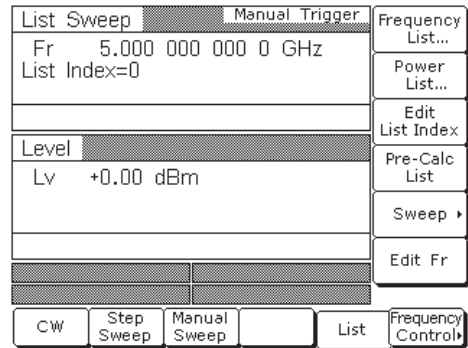 List Sweep Manual Trigger
Fr 5.000 000 000 0 GHz
List Index=0
Level
Lv +0.00 dBm
Frequency
List...
Power
List...
Edit
List Index
Pre-Calc
List
Sweep ▸
Edit Fr
CW
Step
Sweep
Manual
Sweep
List
Frequency
Control▸